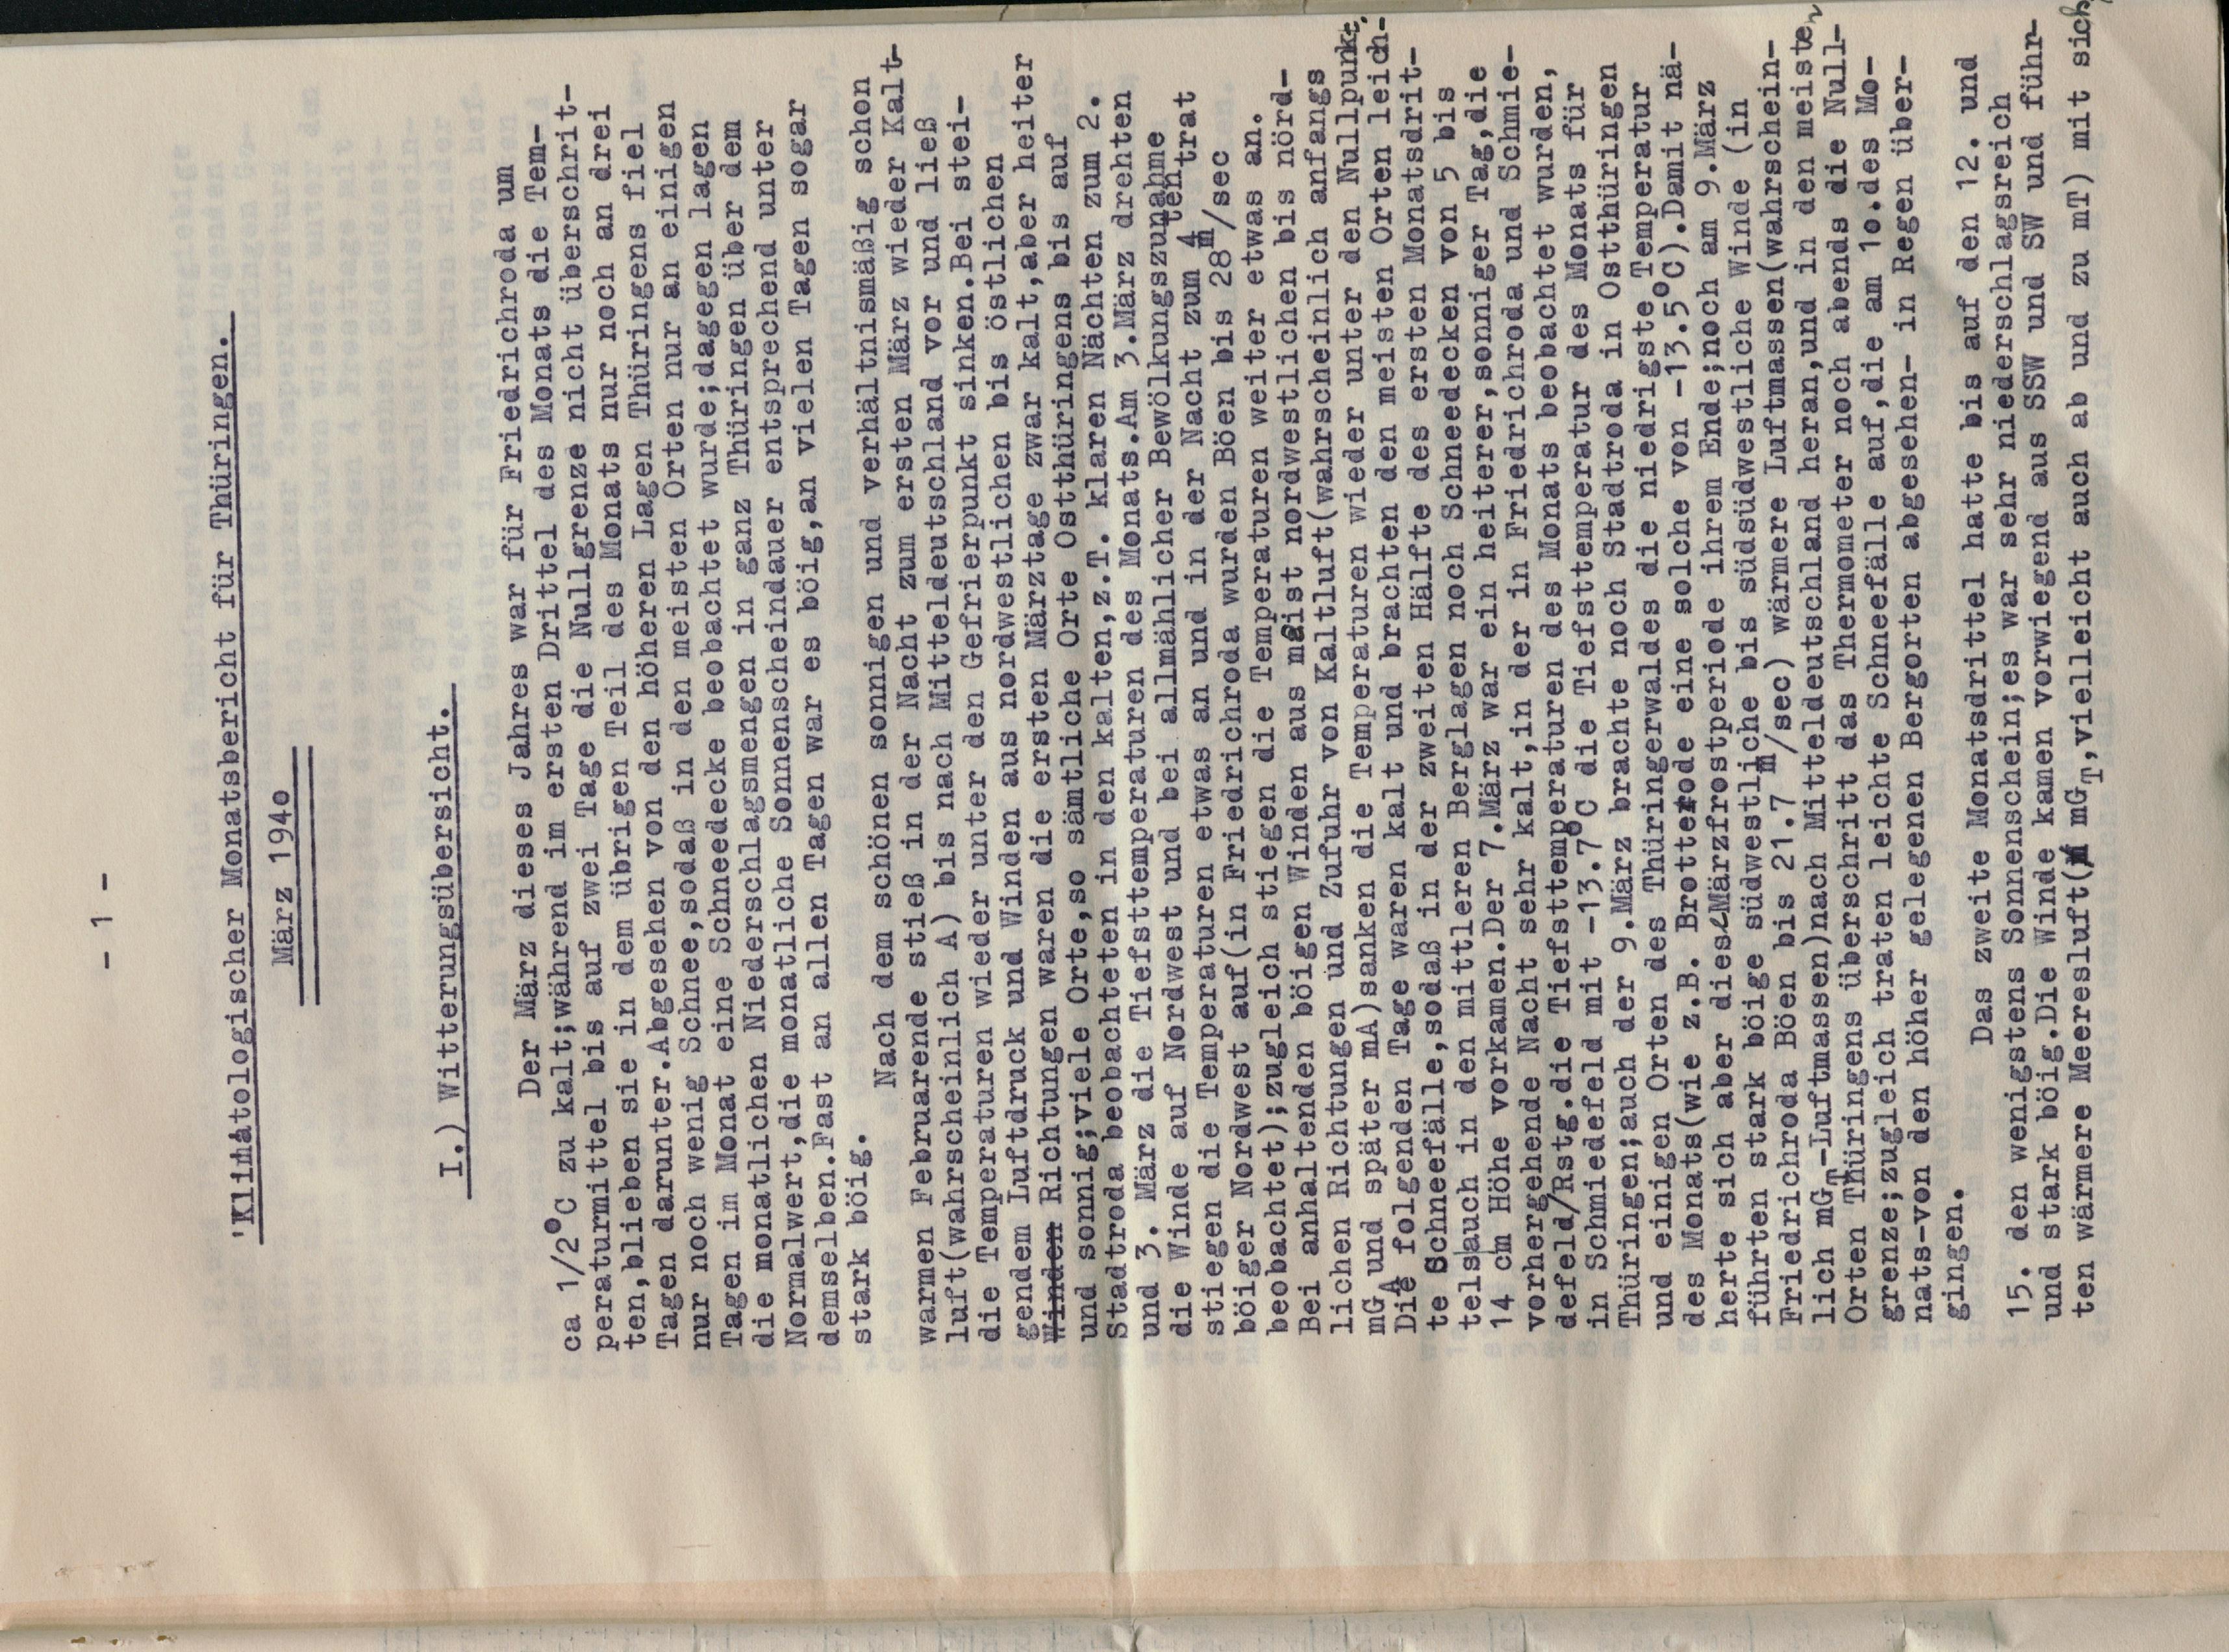 - 1 -
'Klimatologischer Monatsbericht für Thüringen.
März 194o
I.) Witterungsübersicht.
Der März dieses Jahres war für Friedrichroda um
ca 1/2°C zu kalt;während im ersten Drittel des Monats die Tem-
peraturmittel bis auf zwei Tage die Nullgrenze nicht überschrit-
ten,blieben sie in dem übrigen Teil des Monats nur noch an drei
Tagen darunter.Abgesehen von den höheren Lagen Thüringens fiel
nur noch wenig Schnee,sodaß in den meisten Orten nur an einigen
Tagen im Monat eine Schneedecke beobachtet wurde;dagegen lagen
die monatlichen Niederschlagsmengen in ganz Thüringen über dem
Normalwert,die monatliche Sonnenscheindauer entsprechend unter
demselben.Fast an allen Tagen war es böig,an vielen Tagen sogar
stark böig.
Nach dem schönen sonnigen und verhältnismäßig schon
warmen Februarende stieß in der Nacht zum ersten März wieder Kalt-
luft(wahrscheinlich A) bis nach Mitteldeutschland vor und ließ
die Temperaturen wieder unter den Gefrierpunkt sinken.Bei stei-
gendem Luftdruck und Winden aus nordwestlichen bis östlichen
Winden Richtungen waren die ersten Märztage zwar kalt,aber heiter
und sonnig;viele Orte,so sämtliche Orte Ostthüringens bis auf
Stadtroda beobachteten in den kalten,z.T. klaren Nächten zum 2.
und 3. März die Tiefsttemperaturen des Monats.Am 3.März drehten
die Winde auf Nordwest und bei allmählicher Bewölkungszunahme
stiegen die Temperaturen etwas an und in der Nacht zum 4ten trat
böiger Nordwest auf(in Friedrichroda wurden Böen bis 28 m/sec
beobachtet);zugleich stiegen die Temperaturen weiter etwas an.
Bei anhaltenden böigen Winden aus meist nordwestlichen bis nörd-
lichen Richtungen und Zufuhr von Kaltluft(wahrscheinlich anfangs
mGA und später mA)sanken die Temperaturen wieder unter den Nullpunkt.
Die folgenden Tage waren kalt und brachten den meisten Orten leich-
te Schneefälle,sodaß in der zweiten Hälfte des ersten Monatsdrit-
tels auch in den mittleren Berglagen noch Schneedecken von 5 bis
14 cm Höhe vorkamen.Der 7.März war ein heiterer,sonniger Tag,die
vorhergehende Nacht sehr kalt,in der in Friedrichroda und Schmie-
defeld/Rstg.die Tiefsttemperaturen des Monats beobachtet wurden,
in Schmiedefeld mit -13.7°C die Tiefsttemperatur des Monats für
Thüringen;auch der 9.März brachte noch Stadtroda in Ostthüringen
und einigen Orten des Thüringerwaldes die niedrigste Temperatur
des Monats(wie z.B. Brotterode eine solche von -13.5°C).Damit nä-
herte sich aber diese Märzfrostperiode ihrem Ende;noch am 9.März
führten stark böige südwestliche bis südsüdwestliche Winde (in
Friedrichroda Böen bis 21.7 m/sec) wärmere Luftmassen(wahrschein-
lich mGT-Luftmassen)nach Mitteldeutschland heran,und in den meisten
Orten Thüringens überschritt das Thermometer noch abends die Null-
grenze;zugleich traten leichte Schneefälle auf,die am 1o.des Mo-
nats-von den höher gelegenen Bergorten abgesehen- in Regen über-
gingen.
Das zweite Monatsdrittel hatte bis auf den 12. und
15. den wenigstens Sonnenschein;es war sehr niederschlagsreich
und stark böig.Die Winde kamen vorwiegend aus SSW und SW und führ-
ten wärmere Meeresluft( mGT,vielleicht auch ab und zu mT) mit sich,